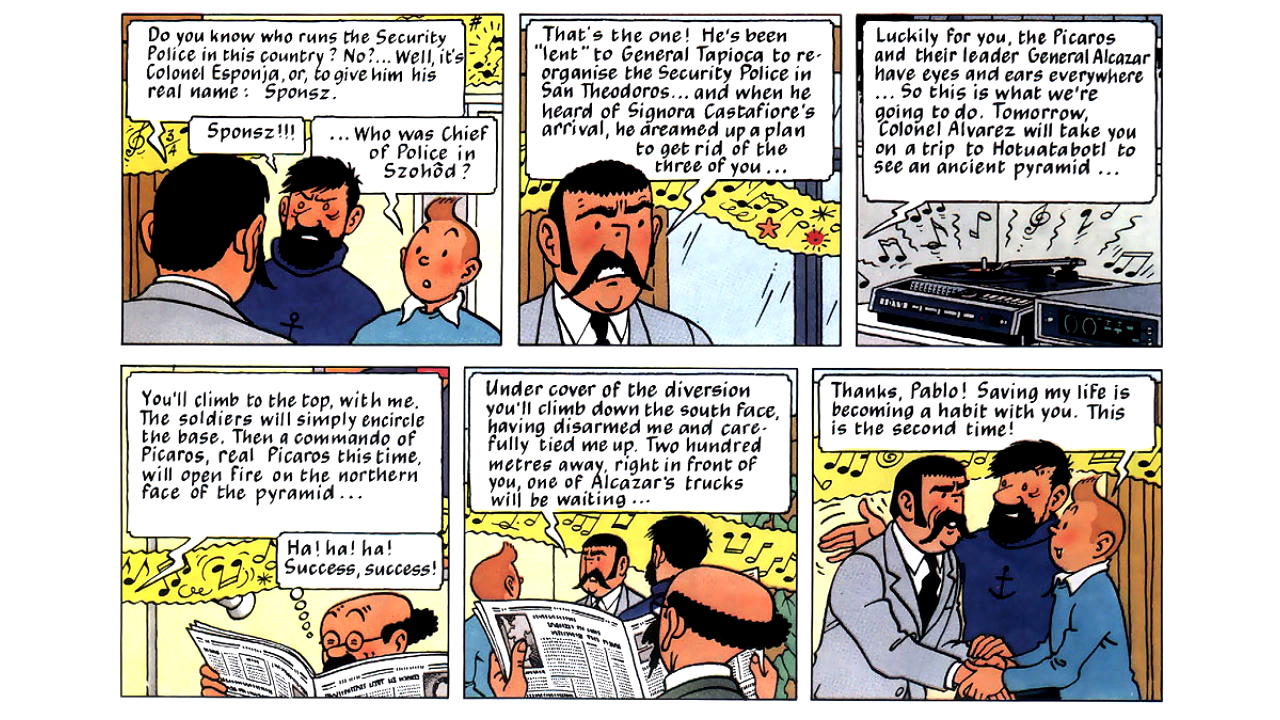 Do you know who runs the Security
Police in this country? No?... Well, it's
Colonel Esponja, or, to give him his
real name: Sponsz.
Sponsz!!!
...Who was Chief
of Police in
Szohôd?
3/4
That's the one! He's been
"lent" to General Tapioca to re-
organise the Security Police in
San Theodoros... and when he
heard of Signora Castafiore's
arrival, he dreamed up a plan
to get rid of the
three of you...
Luckily for you, the Picaros
and their leader General Alcazar
have eyes and ears everywhere
... So this is what we're
going to do. Tomorrow,
Colonel Alvarez will take you
on a trip to Hotuatabotl to
see an ancient pyramid...
You'll climb to the top, with me.
The soldiers will simply encircle
the base. Then a commando of
Picaros, real Picaros this time,
will open fire on the northern
face of the pyramid...
Ha! ha! ha!
Success, success!
Under cover of the diversion
you'll climb down the south face,
having disarmed me and care-
fully tied me up. Two hundred
metres away, right in front of
you, one of Alcazar's trucks
will be waiting...
Thanks, Pablo! Saving my life is
becoming a habit with you. This
is the second time!